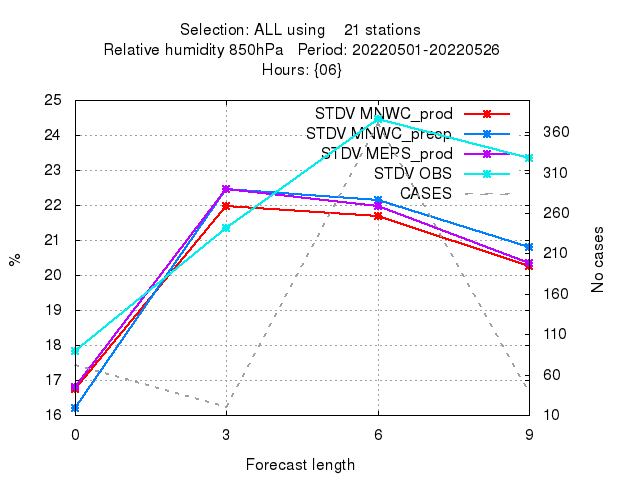 Selection: ALL using 21 stations
Relative humidity 850hPa Period: 20220501-20220526
Hours: {06}
STDV MNWC_prod
STDV MNWC_preop
STDV MEPS_prod
STDV OBS
CASES
25
24
23
22
21
20
19
18
17
16
%
360
310
260
210
160
110
60
10
No cases
0 3 6 9
Forecast length